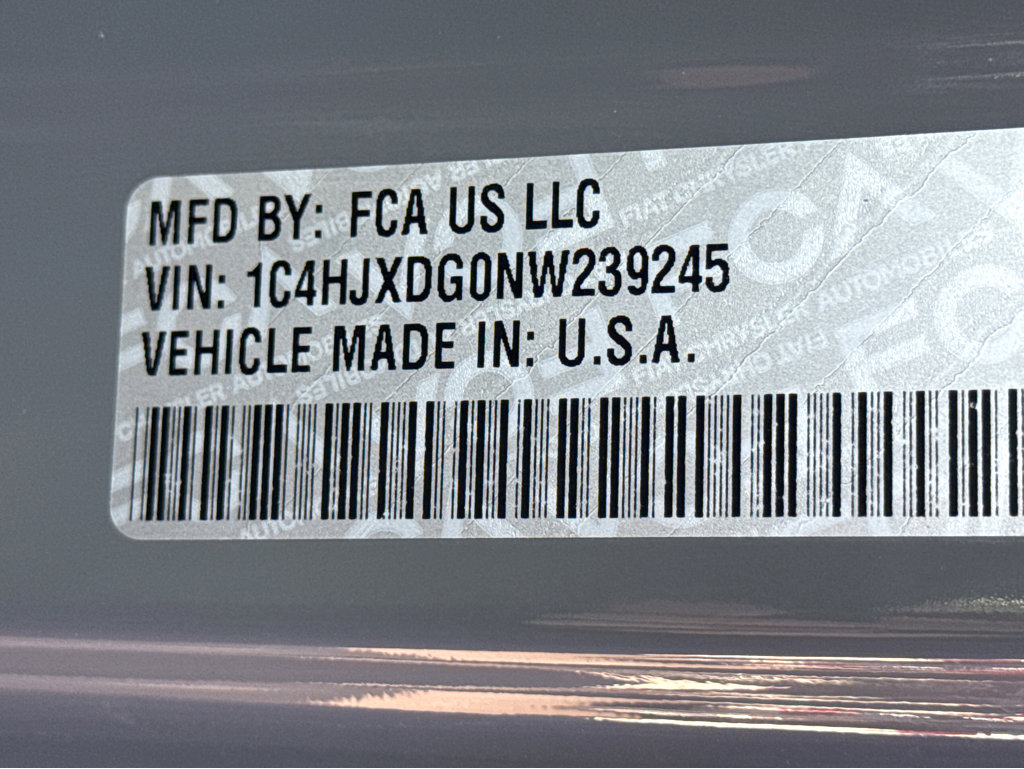 MFD BY: FCA US LLC
VIN: 1C4HJXDG0NW239245
VEHICLE MADE IN: U.S.A.